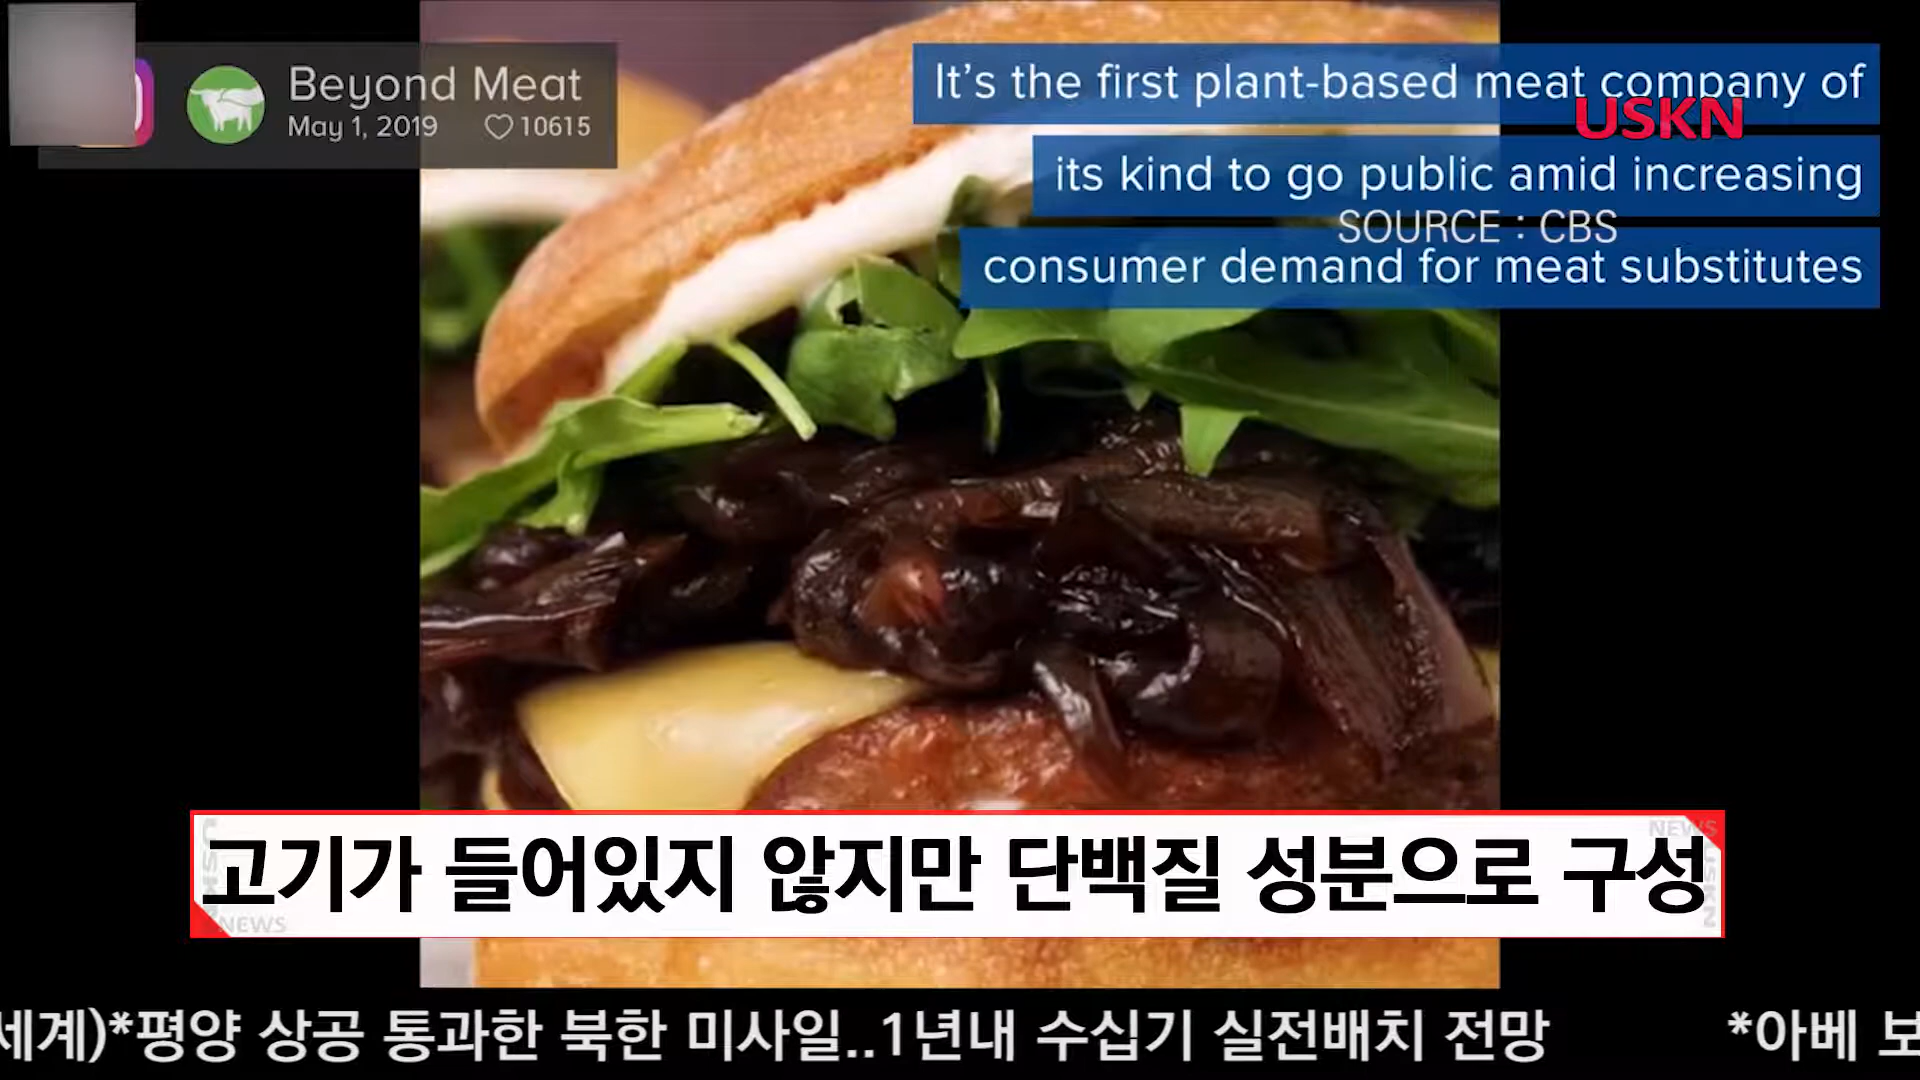 Beyond Meat
May 1, 2019 10615
It's the first plant-based meat company of
USKN
its kind to go public amid increasing
SOURCE : CBS
consumer demand for meat substitutes
NEWS
고기가 들어있지 않지만 단백질 성분으로 구성
NEWS
세계)*평양 상공 통과한 북한 미사일..1년내 수십기 실전배치 전망 *아베 보